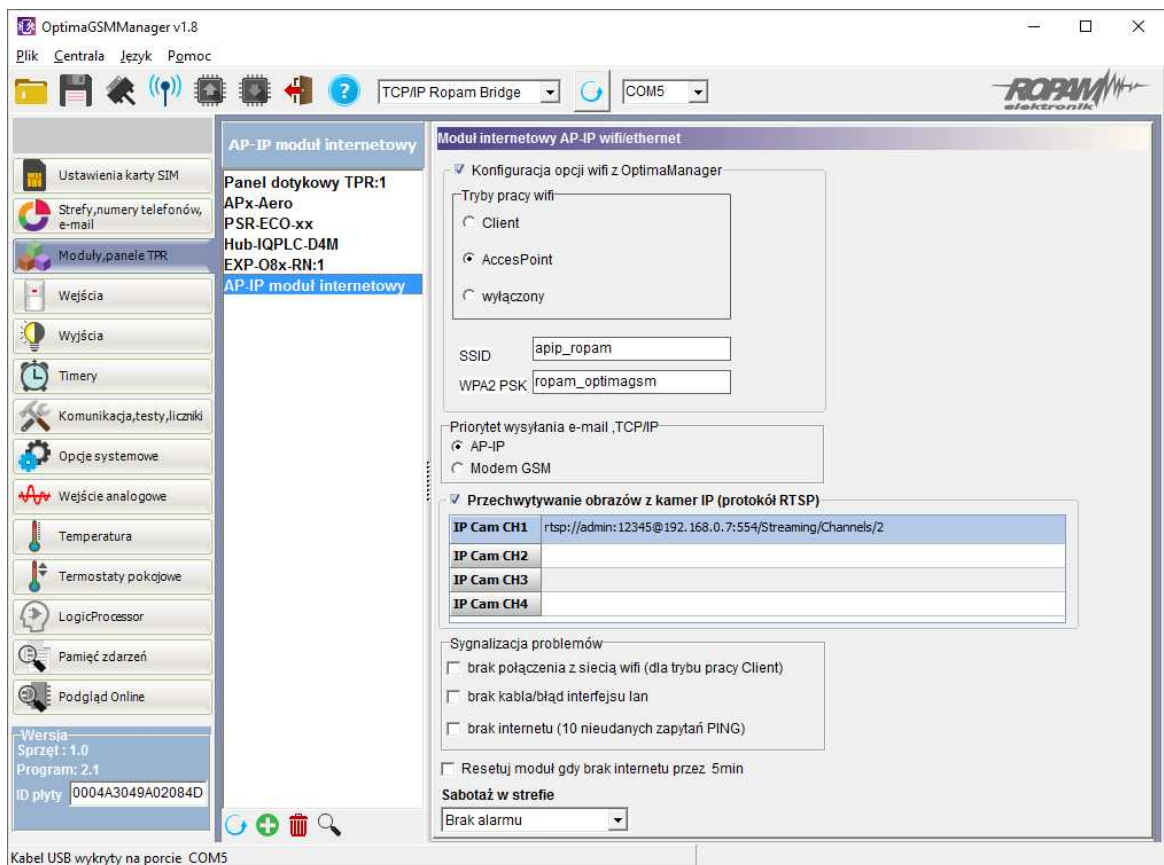 OptimaGSMManager v1.8
Plik Centrala Język Pomoc
TCP/IP Ropam Bridge
COM5
ROPAM
elektronik
Ustawienia karty SIM
Strefy,numery telefonów,
e-mail
Moduły,panele TPR
Wejścia
Wyjścia
Timery
Komunikacja,testy,liczniki
Opcje systemowe
Wejście analogowe
Temperatura
Termostaty pokojowe
LogicProcessor
Pamięć zdarzeń
Podgląd Online
Wersja
Sprzęt : 1.0
Program: 2.1
ID płyty 0004A3049A02084D
AP-IP moduł internetowy
Panel dotykowy TPR:1
APx-Aero
PSR-ECO-xx
Hub-IQPLC-D4M
EXP-O8x-RN:1
AP-IP moduł internetowy
Moduł internetowy AP-IP wifi/ethernet
Konfiguracja opcji wifi z OptimaManager
Tryby pracy wifi
Client
AccesPoint
wyłączony
SSID apip_ropam
WPA2 PSK ropam_optimagsm
Priorytet wysyłania e-mail ,TCP/IP
AP-IP
Modem GSM
Przechwytywanie obrazów z kamer IP (protokół RTSP)
IP Cam CH1 rtsp://admin:12345@192.168.0.7:554/Streaming/Channels/2
IP Cam CH2
IP Cam CH3
IP Cam CH4
Sygnalizacja problemów
brak połączenia z siecią wifi (dla trybu pracy Client)
brak kabla/błąd interfejsu lan
brak internetu (10 nieudanych zapytań PING)
Resetuj moduł gdy brak internetu przez 5min
Sabotaż w strefie
Brak alarmu
Kabel USB wykryty na porcie COM5